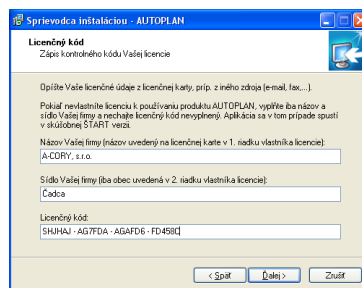 Sprievodca inštaláciou - AUTOPLAN
Licenčný kód
Zápis kontrolného kódu Vašej licencie
Opíšte Vaše licenčné údaje z licenčnej karty, príp. z iného zdroja (e-mail, fax,...).
Pokiaľ nevlastníte licenciu k používaniu produktu AUTOPLAN, vyplňte iba názov a
sídlo Vašej firmy a nechajte licenčný kód nevyplnený. Aplikácia sa v tom prípade spustí
v skúšobnej ŠTART verzii.
Názov Vašej firmy (názov uvedený na licenčnej karte v 1. riadku vlastníka licencie):
A-CORY, s.r.o.
Sídlo Vašej firmy (iba obec uvedená v 2. riadku vlastníka licencie):
Čadca
Licenčný kód:
SHJHAJ - AG7FDA - AGAFD6 - FD458C
< Späť
Ďalej >
Zrušiť